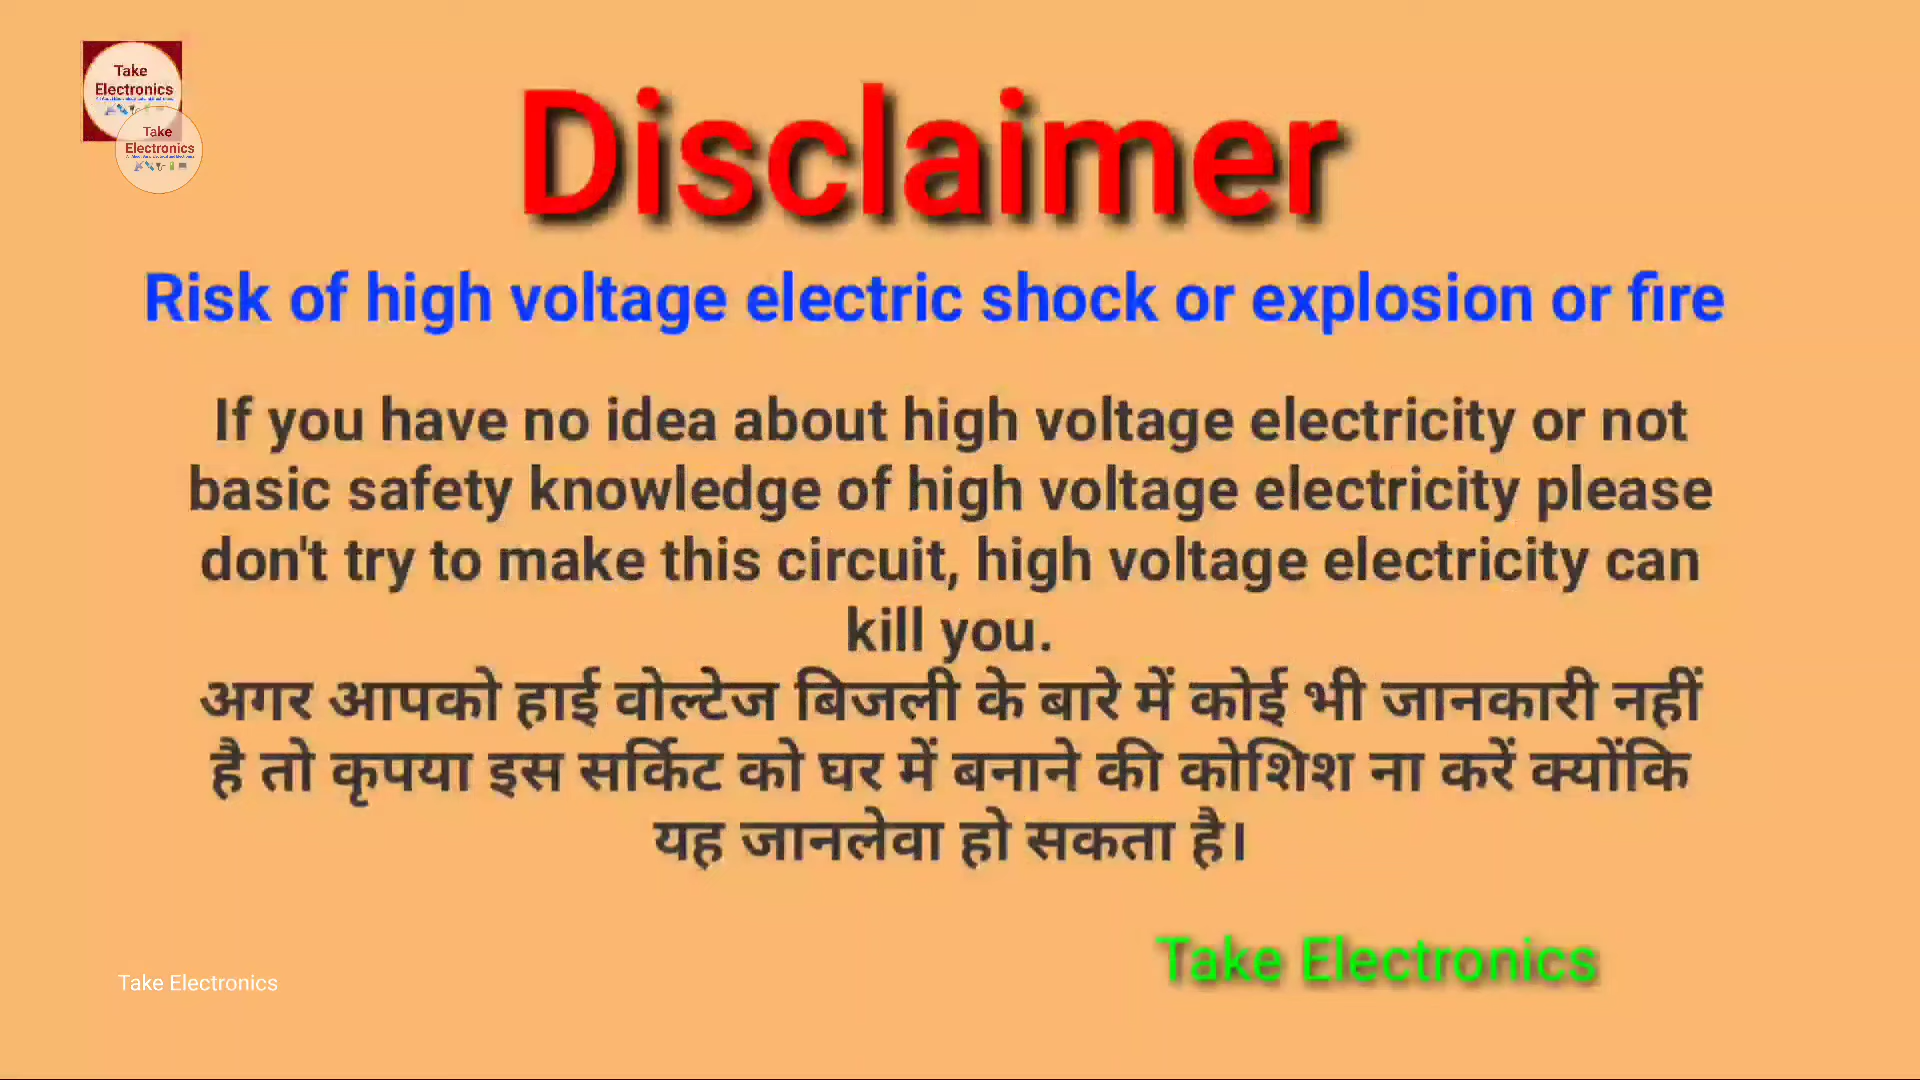 Take
Electronics
Take
Electronics
Disclaimer
Risk of high voltage electric shock or explosion or fire
If you have no idea about high voltage electricity or not
basic safety knowledge of high voltage electricity please
don't try to make this circuit, high voltage electricity can
kill you.
अगर आपको हाई वोल्टेज बिजली के बारे में कोई भी जानकारी नहीं
है तो कृपया इस सर्किट को घर में बनाने की कोशिश ना करें क्योंकि
यह जानलेवा हो सकता है।
Take Electronics
Take Electronics